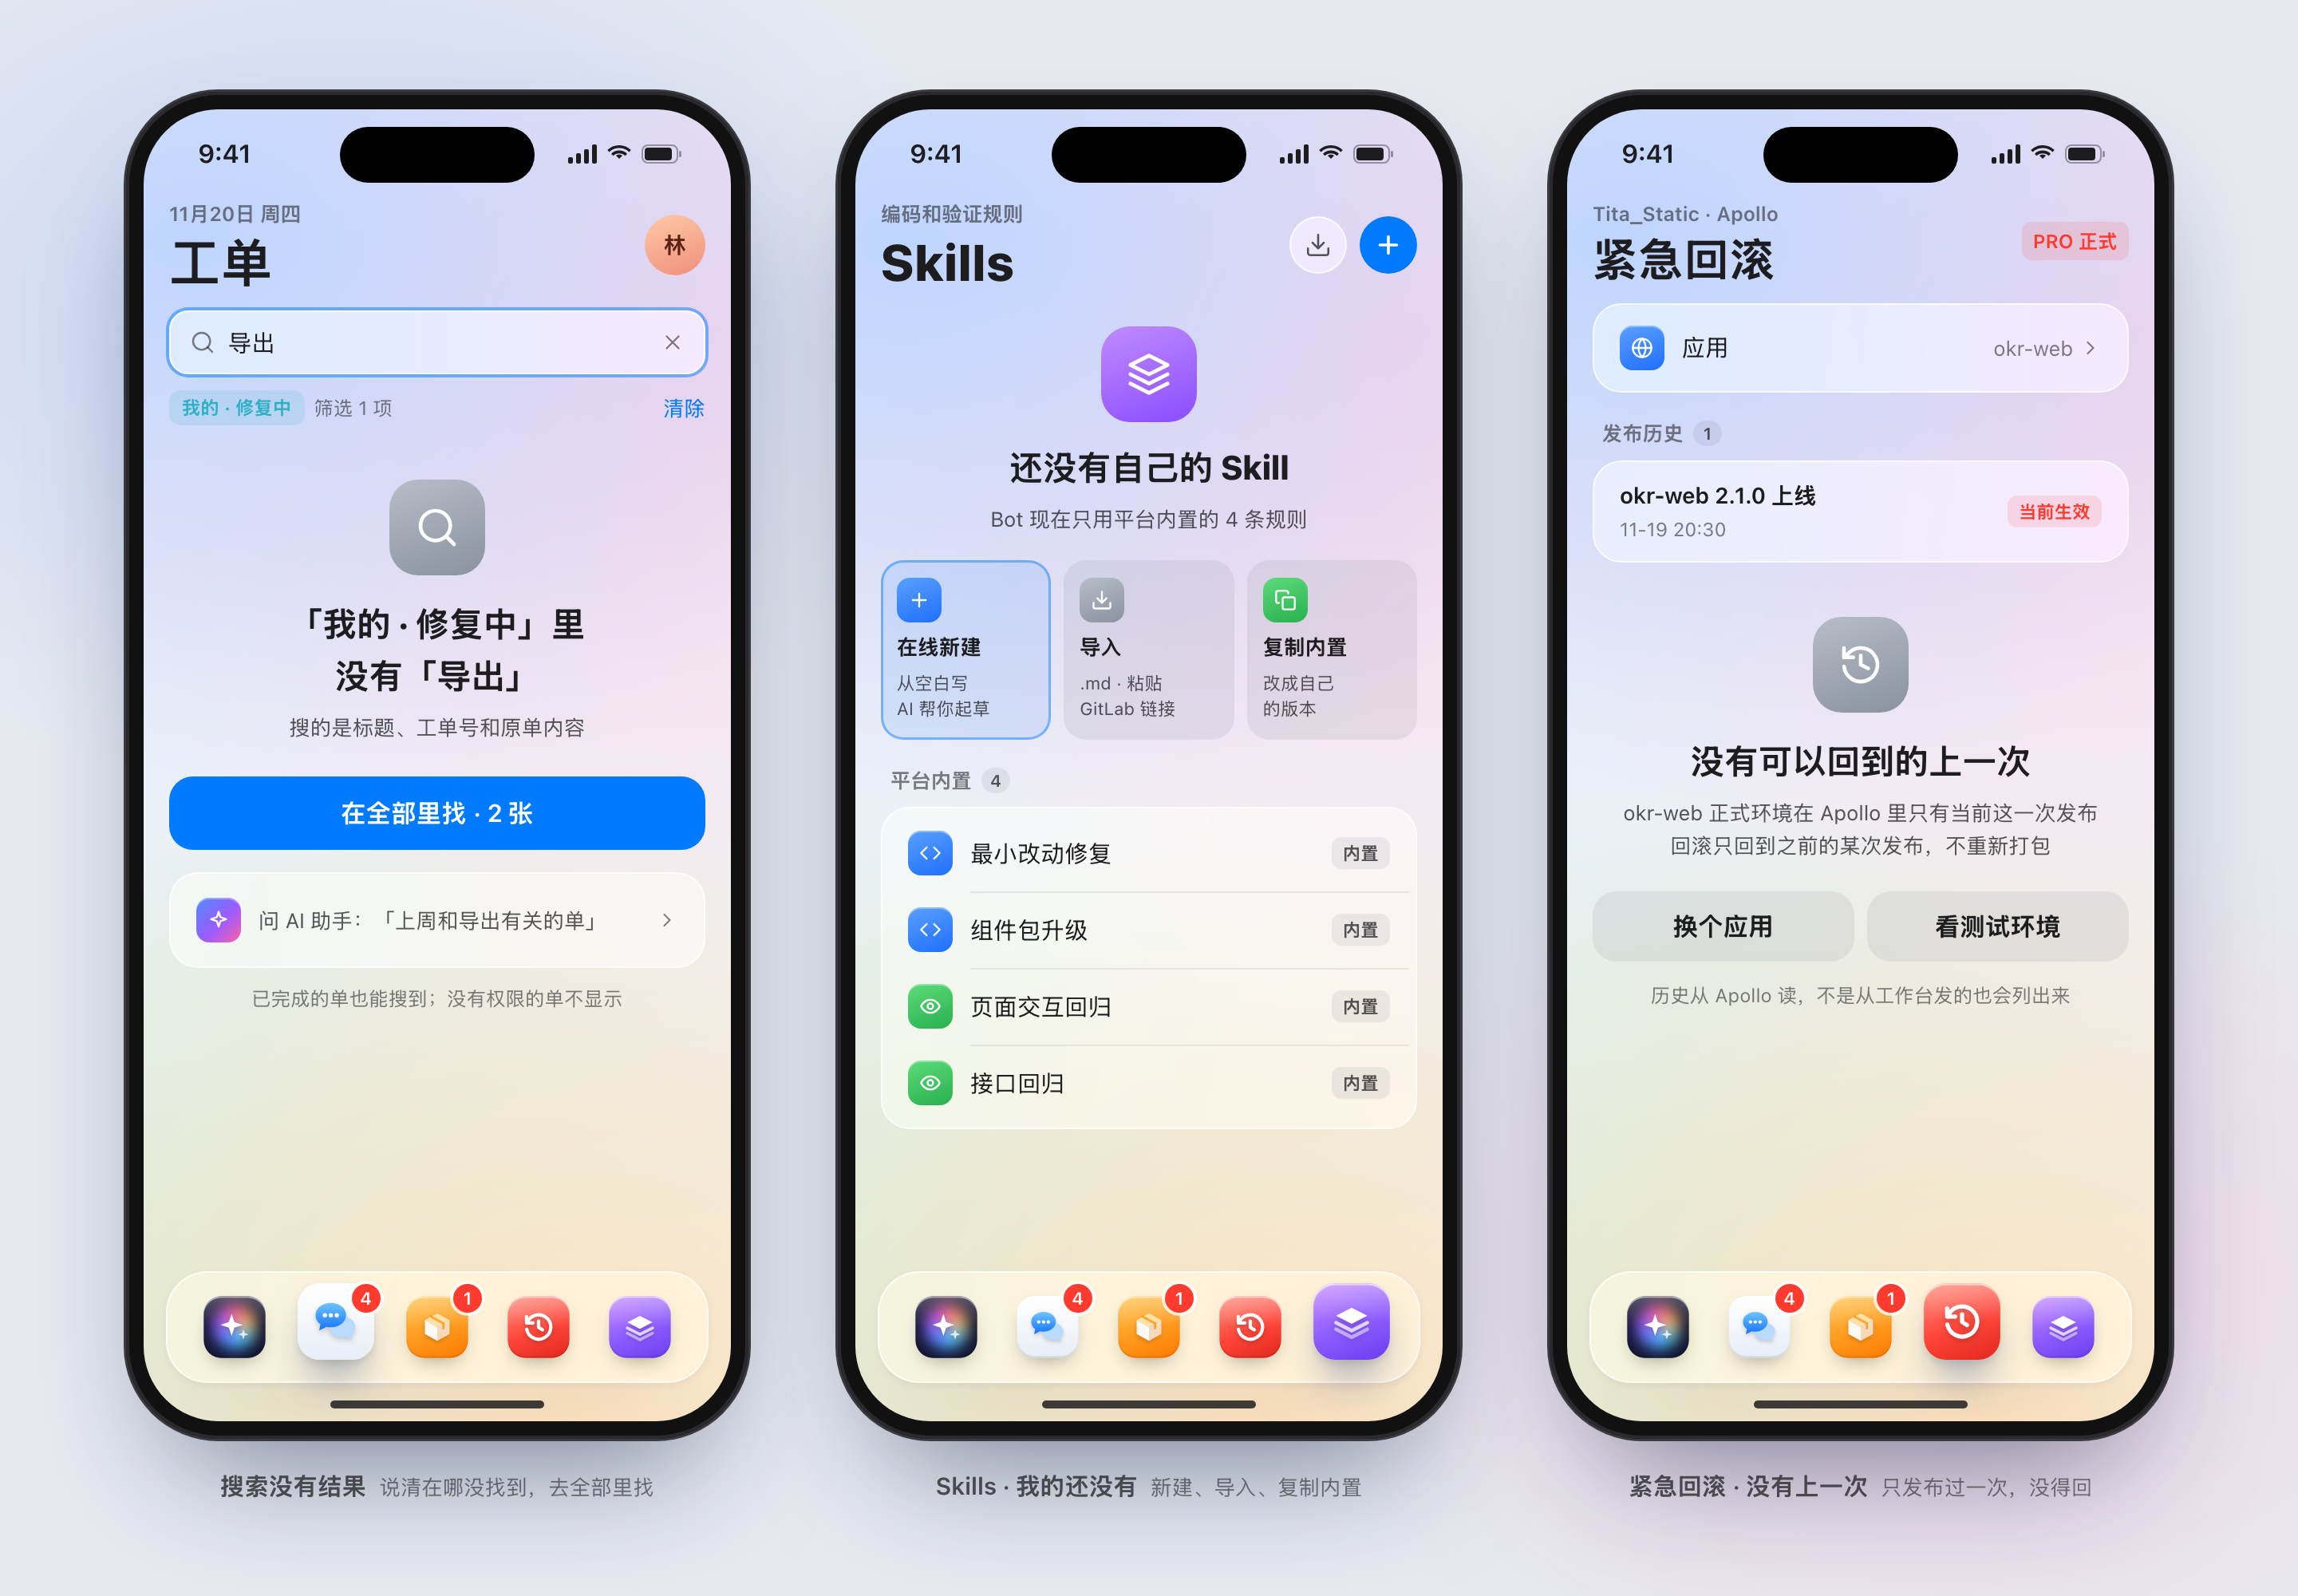 9:41
11月20日 周四
工单
林
导出
我的 · 修复中 筛选 1 项 清除
「我的 · 修复中」里
没有「导出」
搜的是标题、工单号和原单内容
在全部里找 · 2 张
问 AI 助手：「上周和导出有关的单」
已完成的单也能搜到；没有权限的单不显示
4
1
搜索没有结果 说清在哪没找到，去全部里找
9:41
编码和验证规则
Skills
还没有自己的 Skill
Bot 现在只用平台内置的 4 条规则
在线新建
从空白写
AI 帮你起草
导入
.md · 粘贴
GitLab 链接
复制内置
改成自己
的版本
平台内置 4
最小改动修复 内置
组件包升级 内置
页面交互回归 内置
接口回归 内置
4
1
Skills · 我的还没有 新建、导入、复制内置
9:41
Tita_Static · Apollo
紧急回滚
PRO 正式
应用 okr-web
发布历史 1
okr-web 2.1.0 上线
11-19 20:30
当前生效
没有可以回到的上一次
okr-web 正式环境在 Apollo 里只有当前这一次发布
回滚只回到之前的某次发布，不重新打包
换个应用 看测试环境
历史从 Apollo 读，不是从工作台发的也会列出来
4
1
紧急回滚 · 没有上一次 只发布过一次，没得回